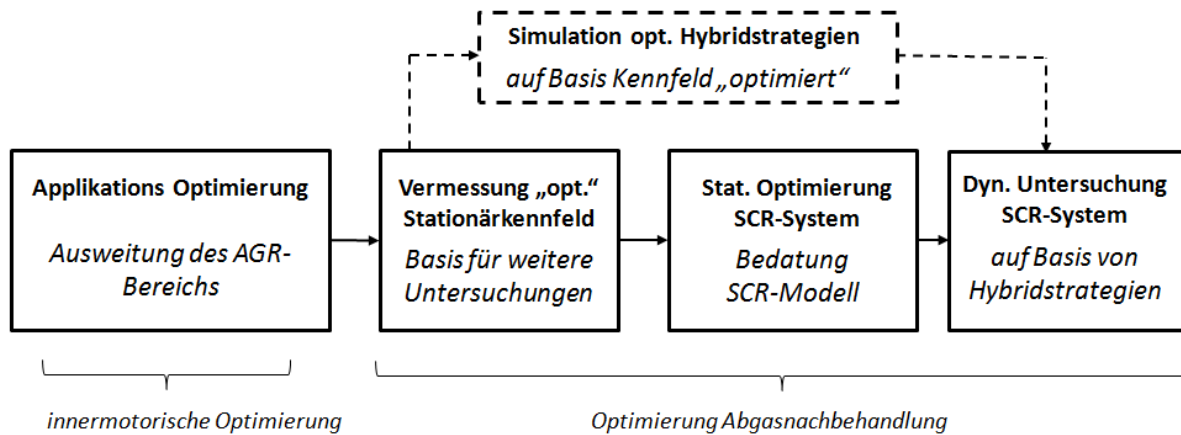 Simulation opt. Hybridstrategien
auf Basis Kennfeld „optimiert“
Applikations Optimierung
Ausweitung des AGR-
Bereichs
Vermessung „opt.“
Stationärkennfeld
Basis für weitere
Untersuchungen
Stat. Optimierung
SCR-System
Bedatung
SCR-Modell
Dyn. Untersuchung
SCR-System
auf Basis von
Hybridstrategien
innermotorische Optimierung
Optimierung Abgasnachbehandlung